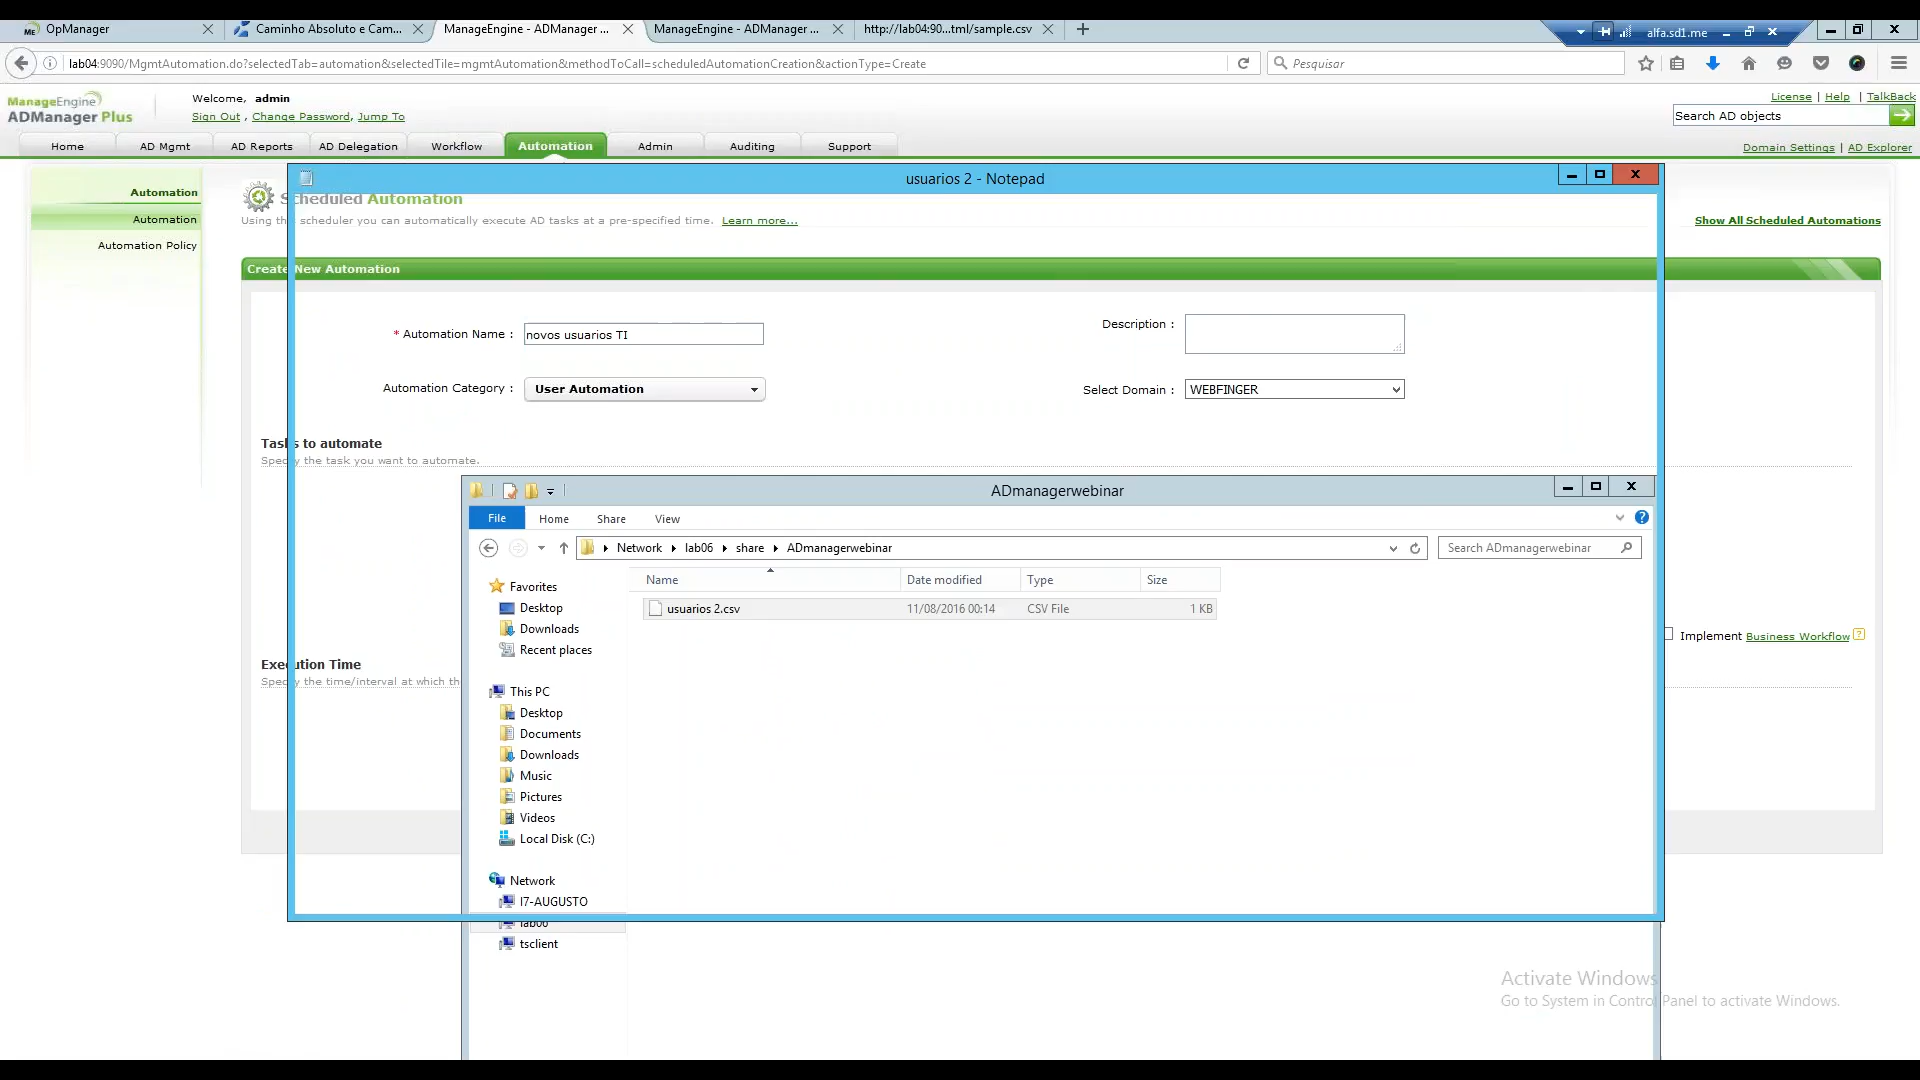 OpManager
Caminho Absoluto e Cam...
ManageEngine - ADManager ...
ManageEngine - ADManager ...
http://lab04:90...tml/sample.csv
alfa.sd1.me
lab04:9090/MgmtAutomation.do?selectedTab=automation&selectedTile=mgmtAutomation&methodToCall=scheduledAutomationCreation&actionType=Create
Pesquisar
ManageEngine
ADManager Plus
Welcome, admin
Sign Out , Change Password, Jump To
License | Help | TalkBack
Search AD objects
Home
AD Mgmt
AD Reports
AD Delegation
Workflow
Automation
Admin
Auditing
Support
Domain Settings | AD Explorer
usuarios 2 - Notepad
Automation
Automation
Automation Policy
Scheduled Automation
Using this scheduler you can automatically execute AD tasks at a pre-specified time. Learn more...
Show All Scheduled Automations
Create New Automation
* Automation Name :
novos usuarios TI
Description :
Automation Category :
User Automation
Select Domain :
WEBFINGER
Tasks to automate
Specify the task you want to automate.
ADmanagerwebinar
File
Home
Share
View
Network
lab06
share
ADmanagerwebinar
Search ADmanagerwebinar
Name
Date modified
Type
Size
usuarios 2.csv
11/08/2016 00:14
CSV File
1 KB
Favorites
Desktop
Downloads
Recent places
This PC
Desktop
Documents
Downloads
Music
Pictures
Videos
Local Disk (C:)
Network
I7-AUGUSTO
lab06
tsclient
Implement Business Workflow ?
Execution Time
Specify the time/interval at which th
Activate Windows
Go to System in Control Panel to activate Windows.